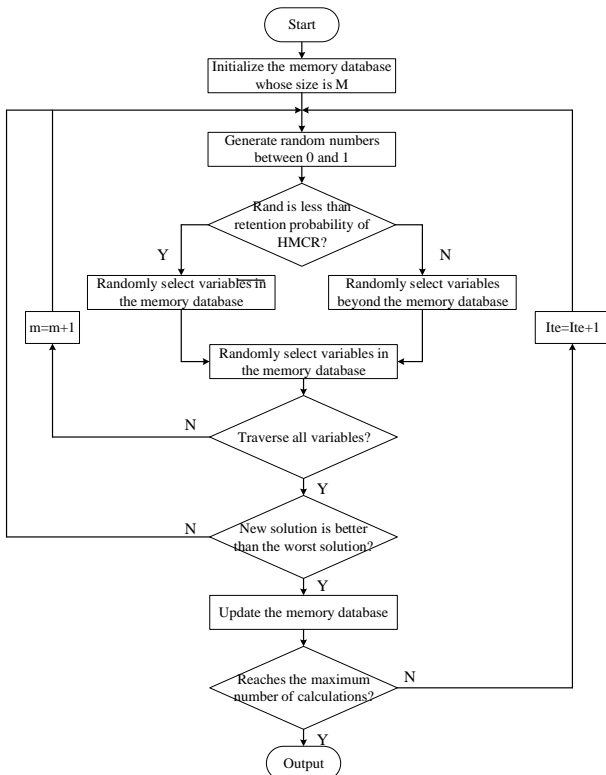 Start
Initialize the memory database
whose size is M
Generate random numbers
between 0 and 1
Rand is less than
retention probability of
HMCR?
Y
N
Randomly select variables in
the memory database
Randomly select variables
beyond the memory database
m=m+1
Ite=Ite+1
Randomly select variables in
the memory database
N
Traverse all variables?
Y
N
New solution is better
than the worst solution?
Y
Update the memory database
Reaches the maximum
number of calculations?
N
Y
Output